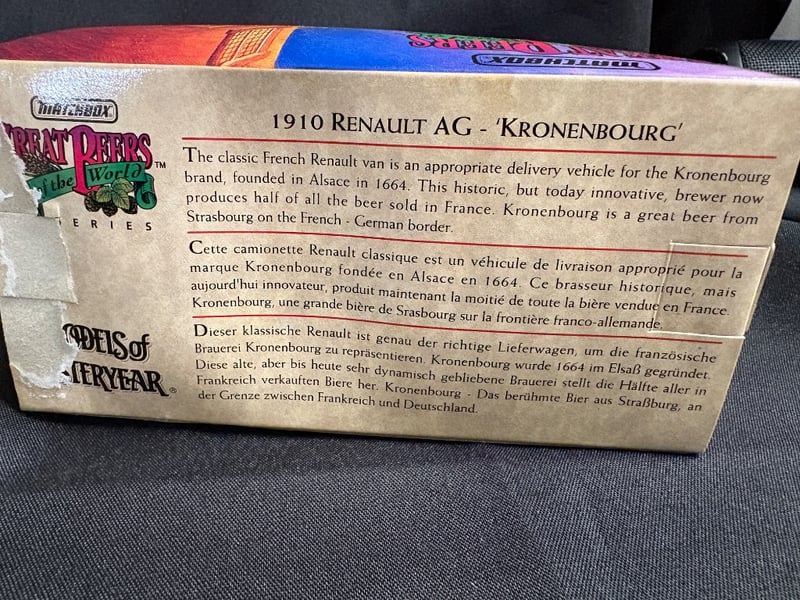 MATCHBOX
1910 RENAULT AG - 'KRONENBOURG'
The classic French Renault van is an appropriate delivery vehicle for the Kronenbourg
brand, founded in Alsace in 1664. This historic, but today innovative, brewer now
produces half of all the beer sold in France. Kronenbourg is a great beer from
Strasbourg on the French - German border.
Cette camionette Renault classique est un véhicule de livraison approprié pour la
marque Kronenbourg fondée en Alsace en 1664. Ce brasseur historique, mais
aujourd'hui innovateur, produit maintenant la moitié de toute la bière vendue en France.
Kronenbourg, une grande bière de Srasbourg sur la frontière franco-allemande.
Dieser klassische Renault ist genau der richtige Lieferwagen, um die französische
Brauerei Kronenbourg zu repräsentieren. Kronenbourg wurde 1664 im Elsaß gegründet.
Diese alte, aber bis heute sehr dynamisch gebliebene Brauerei stellt die Hälfte aller in
Frankreich verkauften Biere her. Kronenbourg - Das berühmte Bier aus Straßburg, an
der Grenze zwischen Frankreich und Deutschland.
MATCHBOX
REAT BEERS™
of the World
ERIES
ODELS of
TERYEAR®